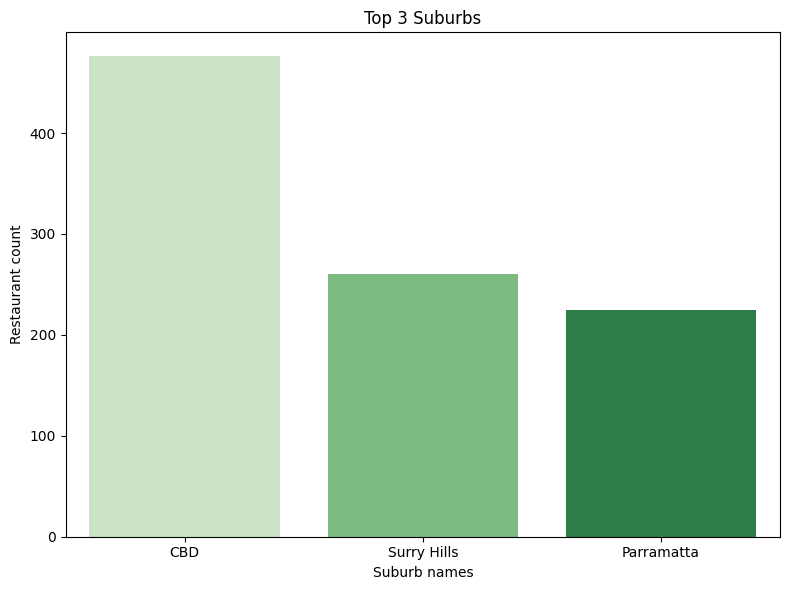 Top 3 Suburbs
Restaurant count
400
300
200
100
0
CBD
Surry Hills
Parramatta
Suburb names